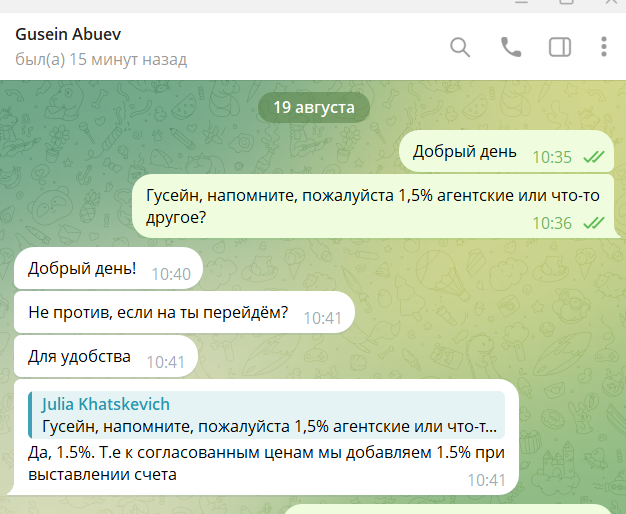 Gusein Abuev
был(а) 15 минут назад
19 августа
Добрый день 10:35
Гусейн, напомните, пожалуйста 1,5% агентские или что-то
другое? 10:36
Добрый день! 10:40
Не против, если на ты перейдём? 10:41
Для удобства 10:41
Julia Khatskevich
Гусейн, напомните, пожалуйста 1,5% агентские или что-т...
Да, 1.5%. Т.е к согласованным ценам мы добавляем 1.5% при
выставлении счета 10:41